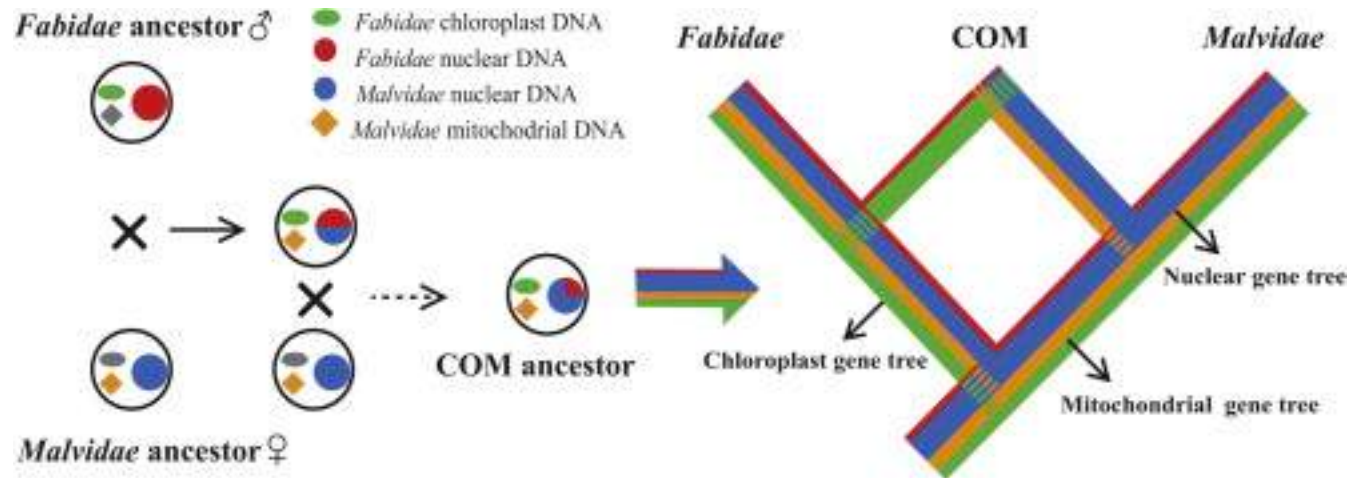 Fabidae ancestor ♂
Fabidae chloroplast DNA
Fabidae nuclear DNA
Malvidae nuclear DNA
Malvidae mitochodrial DNA
Fabidae
COM
Malvidae
COM ancestor
Malvidae ancestor ♀
Nuclear gene tree
Chloroplast gene tree
Mitochondrial gene tree